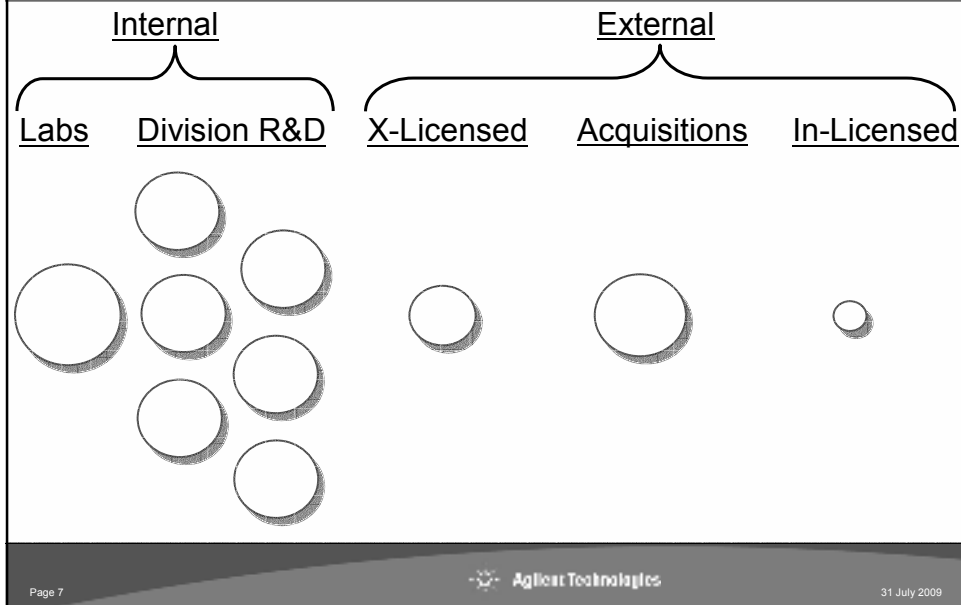 Internal External
Labs Division R&D X-Licensed Acquisitions In-Licensed
Page 7 Agilent Technologies 31 July 2009